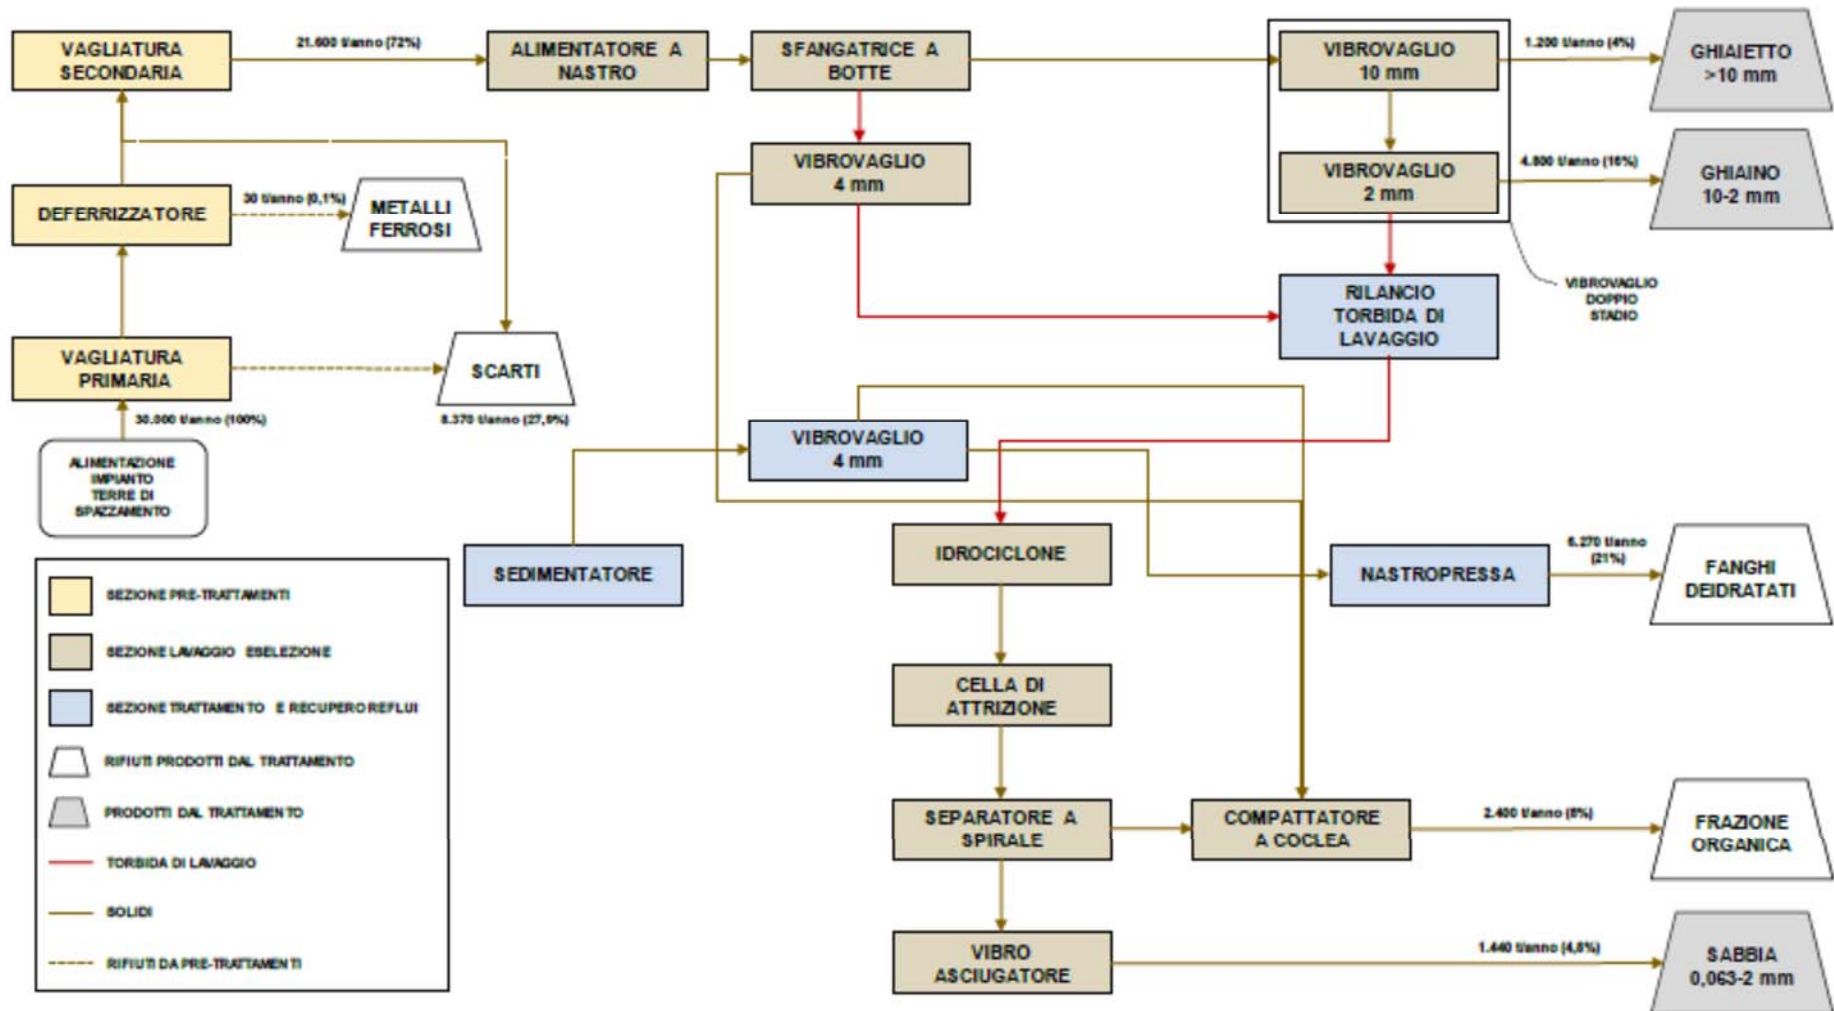 VAGLIATURA
SECONDARIA
21.600 t/anno (72%)
ALIMENTATORE A
NASTRO
SFANGATRICE A
BOTTE
VIBROVAGLIO
10 mm
1.200 t/anno (4%)
GHIAIETTO
>10 mm
VIBROVAGLIO
4 mm
VIBROVAGLIO
2 mm
4.800 t/anno (16%)
GHIAINO
10-2 mm
DEFERRIZZATORE
30 t/anno (0,1%)
METALLI
FERROSI
RILANCIO
TORBIDA DI
LAVAGGIO
VIBROVAGLIO
DOPPIO
STADIO
VAGLIATURA
PRIMARIA
SCARTI
30.000 t/anno (100%)
8.370 t/anno (27,9%)
ALIMENTAZIONE
IMPIANTO
TERRE DI
SPAZZAMENTO
VIBROVAGLIO
4 mm
SEDIMENTATORE
IDROCICLONE
NASTROPRESSA
6.270 t/anno
(21%)
FANGHI
DEIDRATATI
CELLA DI
ATTRIZIONE
SEPARATORE A
SPIRALE
COMPATTATORE
A COCLEA
2.400 t/anno (8%)
FRAZIONE
ORGANICA
VIBRO
ASCIUGATORE
1.440 t/anno (4,8%)
SABBIA
0,063-2 mm
SEZIONE PRE-TRATTAMENTI
SEZIONE LAVAGGIO ESELEZIONE
SEZIONE TRATTAMENTO E RECUPERO REFLUI
RIFIUTI PRODOTTI DAL TRATTAMENTO
PRODOTTI DAL TRATTAMENTO
TORBIDA DI LAVAGGIO
SOLIDI
RIFIUTI DA PRE-TRATTAMENTI